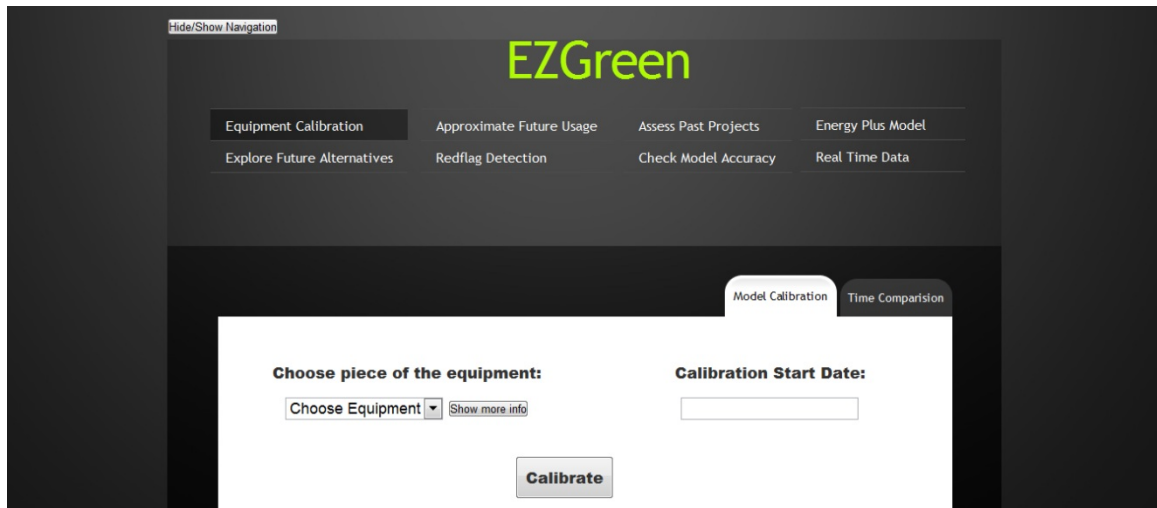 Hide/Show Navigation
EZGreen
Equipment Calibration
Approximate Future Usage
Assess Past Projects
Energy Plus Model
Explore Future Alternatives
Redflag Detection
Check Model Accuracy
Real Time Data
Model Calibration
Time Comparision
Choose piece of the equipment:
Calibration Start Date:
Choose Equipment
Show more info
Calibrate